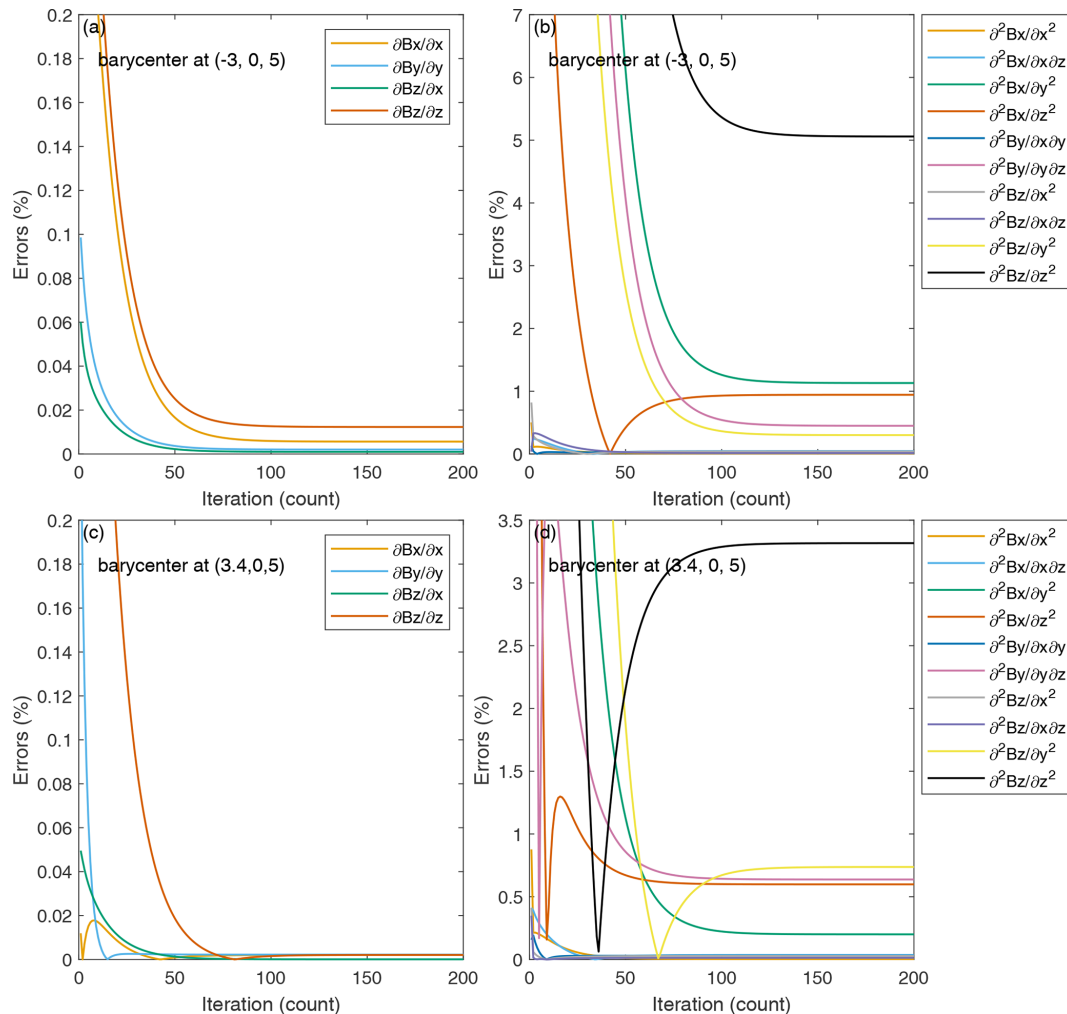 (a)
barycenter at (-3, 0, 5)
∂Bx/∂x
∂By/∂y
∂Bz/∂x
∂Bz/∂z
0.2
0.18
0.16
0.14
0.12
0.1
0.08
0.06
0.04
0.02
0
Errors (%)
0 50 100 150 200
Iteration (count)
(b)
barycenter at (-3, 0, 5)
7
6
5
4
3
2
1
0
Errors (%)
0 50 100 150 200
Iteration (count)
∂²Bx/∂x²
∂²Bx/∂x∂z
∂²Bx/∂y²
∂²Bx/∂z²
∂²By/∂x∂y
∂²By/∂y∂z
∂²Bz/∂x²
∂²Bz/∂x∂z
∂²Bz/∂y²
∂²Bz/∂z²
(c)
barycenter at (3.4,0,5)
∂Bx/∂x
∂By/∂y
∂Bz/∂x
∂Bz/∂z
0.2
0.18
0.16
0.14
0.12
0.1
0.08
0.06
0.04
0.02
0
Errors (%)
0 50 100 150 200
Iteration (count)
(d)
barycenter at (3.4, 0, 5)
3.5
3
2.5
2
1.5
1
0.5
0
Errors (%)
0 50 100 150 200
Iteration (count)
∂²Bx/∂x²
∂²Bx/∂x∂z
∂²Bx/∂y²
∂²Bx/∂z²
∂²By/∂x∂y
∂²By/∂y∂z
∂²Bz/∂x²
∂²Bz/∂x∂z
∂²Bz/∂y²
∂²Bz/∂z²